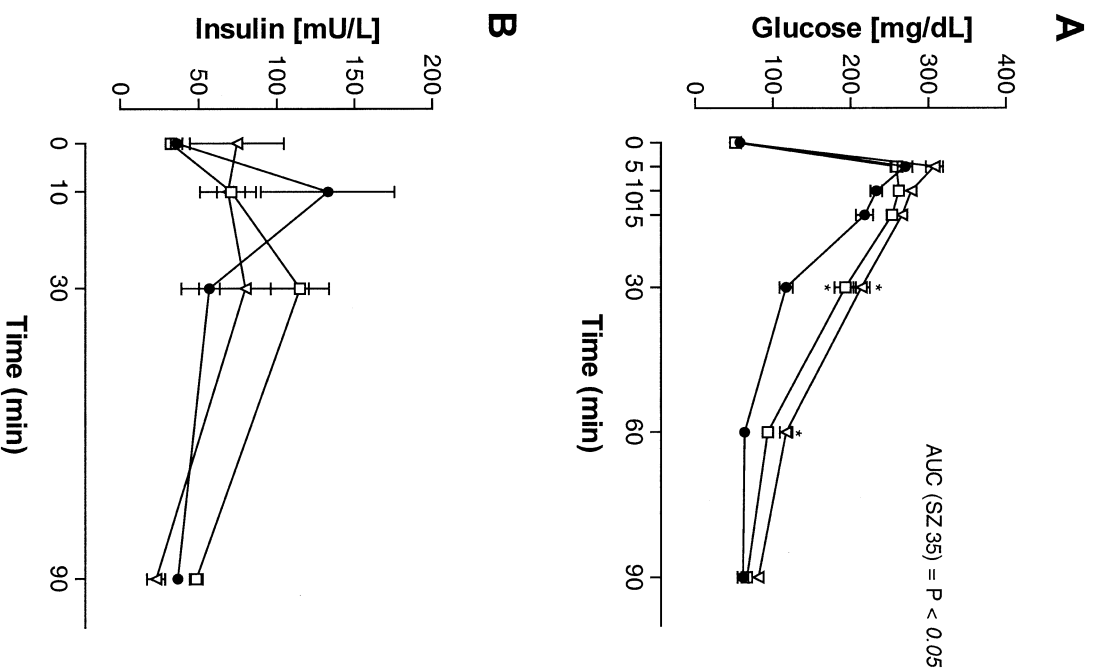 A
Glucose [mg/dL]
400
300
200
100
0
0 5 10 15 30 60 90
Time (min)
AUC (SZ 35) = P < 0.05
*
*
*
B
Insulin [mU/L]
200
150
100
50
0
0 10 30 90
Time (min)